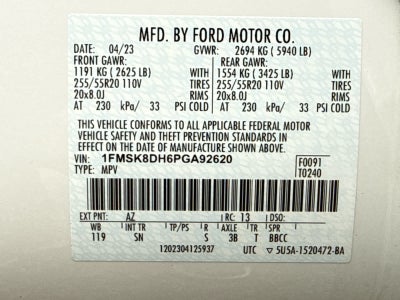 MFD. BY FORD MOTOR CO.
DATE: 04/23 GVWR: 2694 KG (5940 LB)
FRONT GAWR: REAR GAWR:
1191 KG (2625 LB) WITH 1554 KG (3425 LB) WITH
255/55R20 110V TIRES 255/55R20 110V TIRES
20x8.0J RIMS 20x8.0J RIMS
AT 230 kPa/ 33 PSI COLD AT 230 kPa/ 33 PSI COLD
THIS VEHICLE CONFORMS TO ALL APPLICABLE FEDERAL MOTOR
VEHICLE SAFETY AND THEFT PREVENTION STANDARDS IN
EFFECT ON THE DATE OF MANUFACTURE SHOWN ABOVE.
VIN: 1FMSK8DH6PGA92620 F0091
TYPE: MPV T0240
EXT PNT: AZ RC: 13 DSO:
WB INT TR TP/PS R AXLE TR SPR
119 SN S 3B T BBCC
1202304125937 UTC 5U5A-1520472-BA